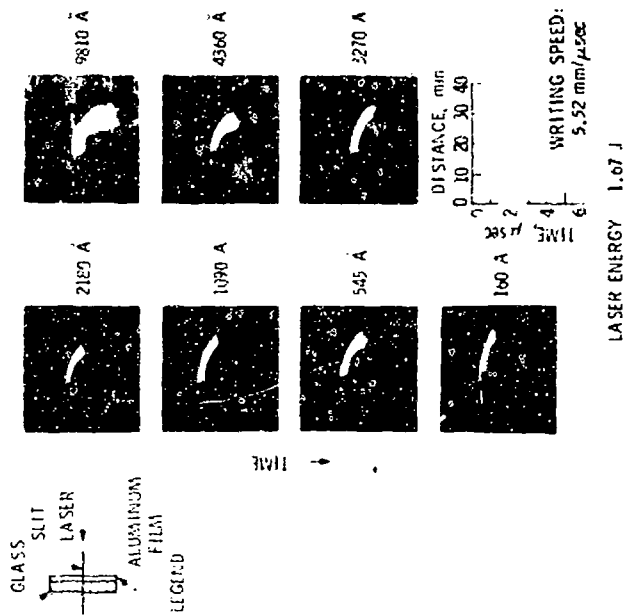 GLASS
SLIT
LASER
ALUMINUM
FILM
LEGEND
TIME
2180 Å
1090 Å
545 Å
160 A
9810 Å
4360 Å
3270 Å
DISTANCE, mm
0 10 20 30 40
TIME, μsec
0
2
4
6
WRITING SPEED:
5.52 mm/μsec
LASER ENERGY 1.67 J